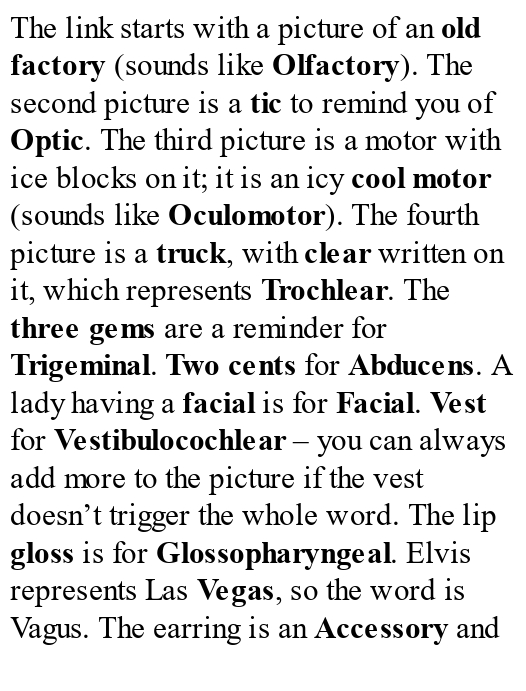 The link starts with a picture of an old
factory (sounds like Olfactory). The
second picture is a tic to remind you of
Optic. The third picture is a motor with
ice blocks on it; it is an icy cool motor
(sounds like Oculomotor). The fourth
picture is a truck, with clear written on
it, which represents Trochlear. The
three gems are a reminder for
Trigeminal. Two cents for Abducens. A
lady having a facial is for Facial. Vest
for Vestibulocochlear – you can always
add more to the picture if the vest
doesn’t trigger the whole word. The lip
gloss is for Glossopharyngeal. Elvis
represents Las Vegas, so the word is
Vagus. The earring is an Accessory and